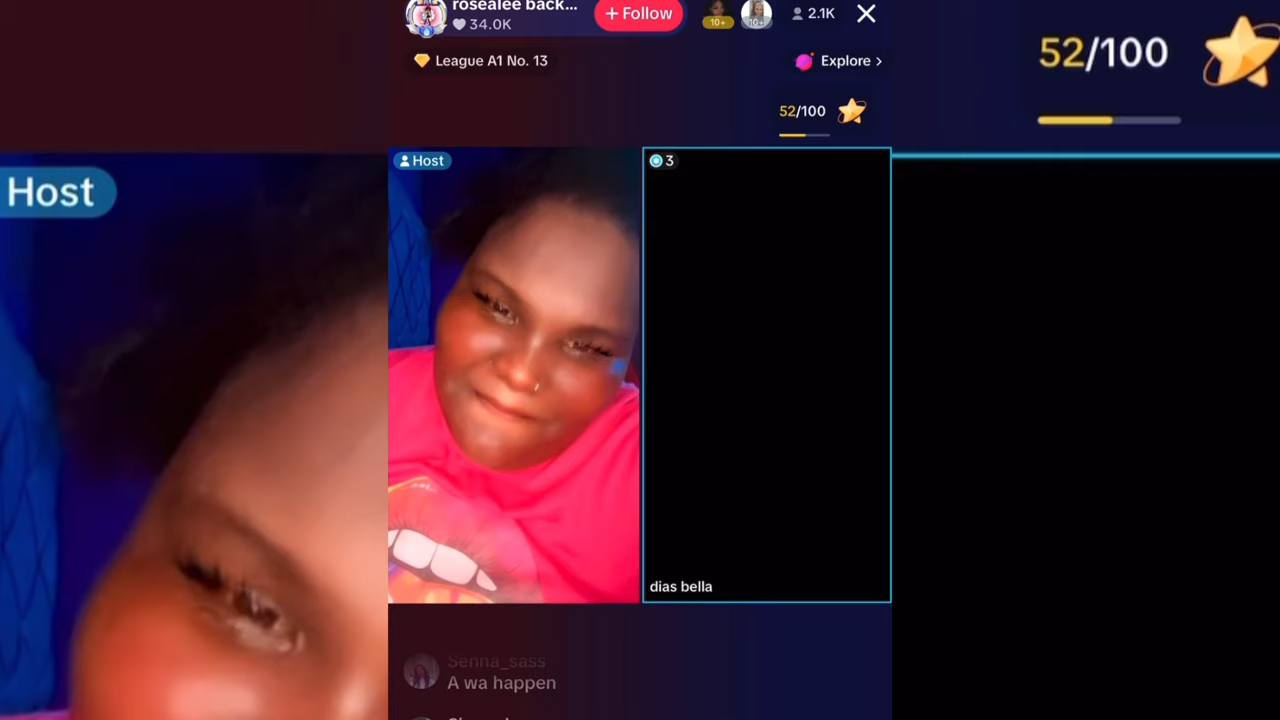 rosealee back...
34.0K
+ Follow
10+
10+
2.1K
League A1 No. 13
Explore >
52/100
52/100
Host
Host
3
dias bella
Senna_sass
A wa happen